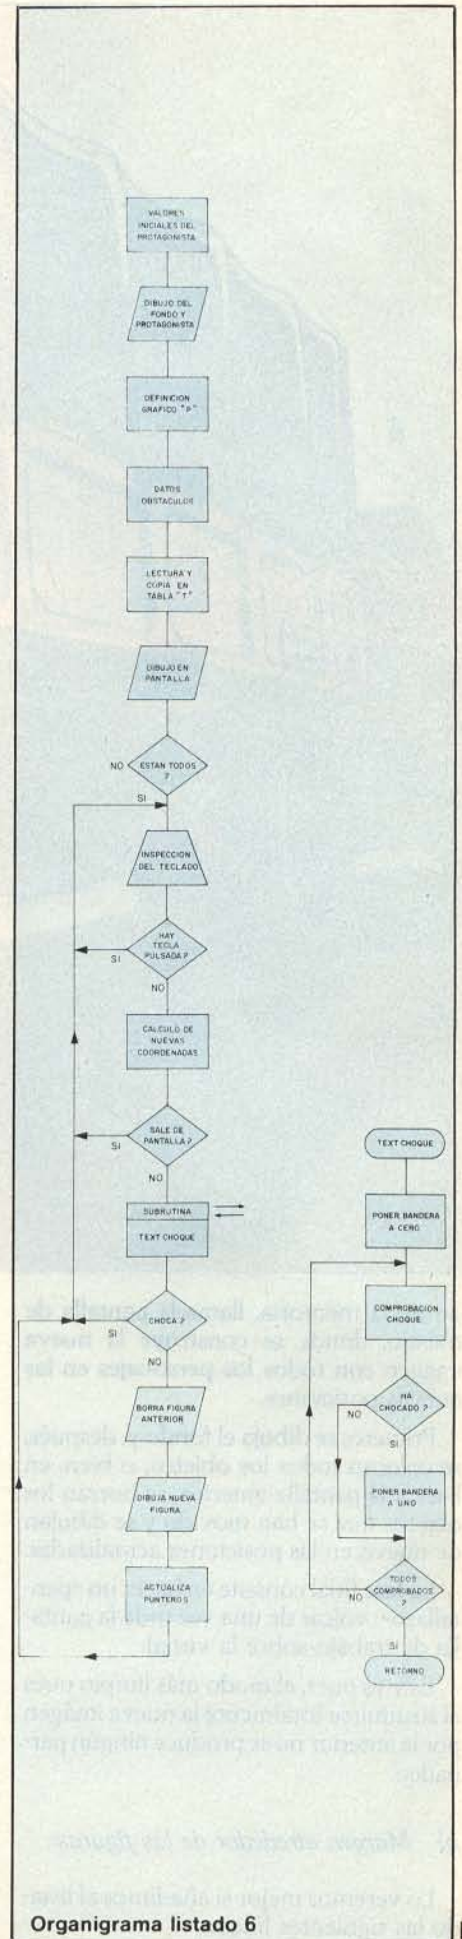 VALORES
INICIALES DEL
PROTAGONISTA
DIBUJO DEL
FONDO Y
PROTAGONISTA
DEFINICION
GRAFICO "P"
DATOS
OBSTACULOS
LECTURA Y
COPIA EN
TABLA "T"
DIBUJO EN
PANTALLA
NO
ESTAN TODOS
?
SI
INSPECCION
DEL TECLADO
HAY
TECLA
PULSADA?
SI
NO
CALCULO DE
NUEVAS
COORDENADAS
SALE DE
PANTALLA?
SI
NO
SUBRUTINA
TEXT CHOQUE
CHOCA ?
SI
NO
BORRA FIGURA
ANTERIOR
DIBUJA NUEVA
FIGURA
ACTUALIZA
PUNTEROS
TEXT CHOQUE
PONER BANDERA
A CERO
COMPROBACION
CHOQUE
HA
CHOCADO ?
NO
SI
PONER BANDERA
A UNO
TODOS
COMPROBADOS
?
NO
SI
RETORNO
Organigrama listado 6